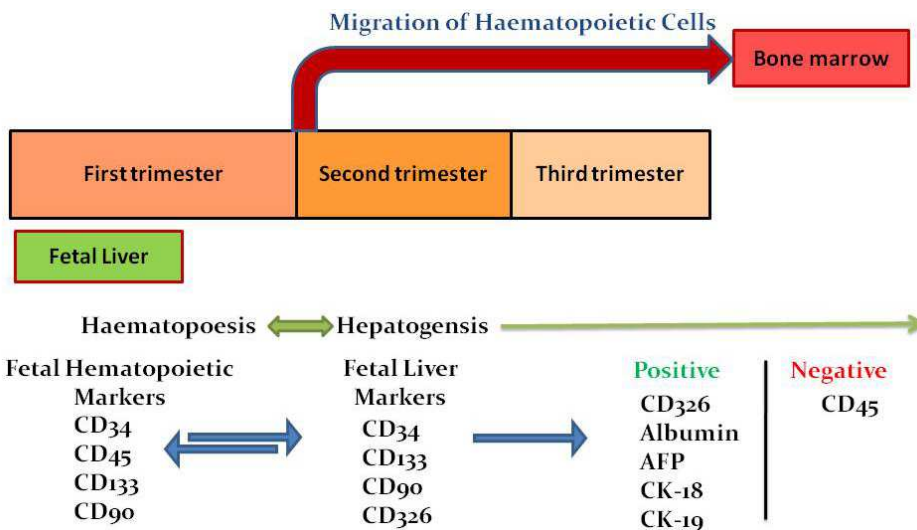 Migration of Haematopoietic Cells
Bone marrow
First trimester
Second trimester
Third trimester
Fetal Liver
Haematopoesis
Hepatogensis
Fetal Hematopoietic
Markers
CD34
CD45
CD133
CD90
Fetal Liver
Markers
CD34
CD133
CD90
CD326
Positive
CD326
Albumin
AFP
CK-18
CK-19
Negative
CD45